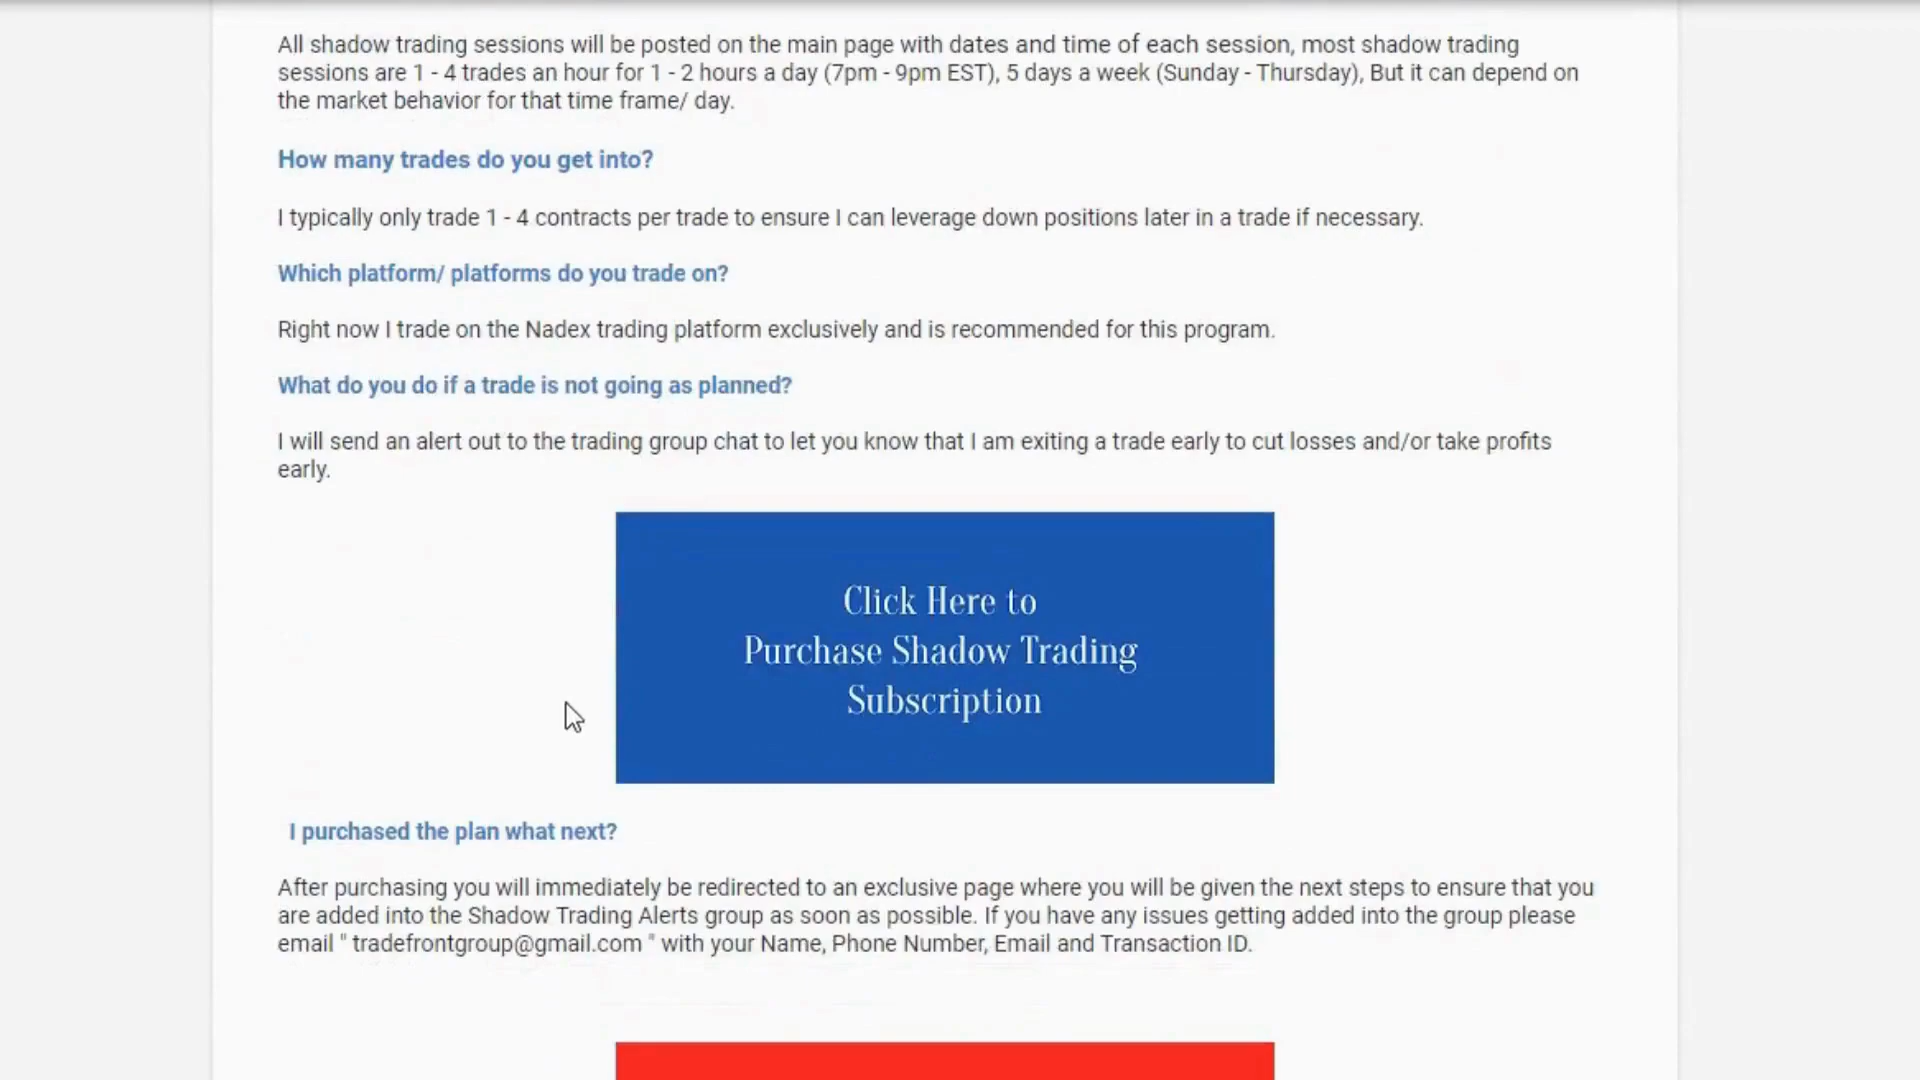 All shadow trading sessions will be posted on the main page with dates and time of each session, most shadow trading
sessions are 1 - 4 trades an hour for 1 - 2 hours a day (7pm - 9pm EST), 5 days a week (Sunday - Thursday), But it can depend on
the market behavior for that time frame/ day.
How many trades do you get into?
I typically only trade 1 - 4 contracts per trade to ensure I can leverage down positions later in a trade if necessary.
Which platform/ platforms do you trade on?
Right now I trade on the Nadex trading platform exclusively and is recommended for this program.
What do you do if a trade is not going as planned?
I will send an alert out to the trading group chat to let you know that I am exiting a trade early to cut losses and/or take profits
early.
Click Here to
Purchase Shadow Trading
Subscription
I purchased the plan what next?
After purchasing you will immediately be redirected to an exclusive page where you will be given the next steps to ensure that you
are added into the Shadow Trading Alerts group as soon as possible. If you have any issues getting added into the group please
email " tradefrontgroup@gmail.com " with your Name, Phone Number, Email and Transaction ID.